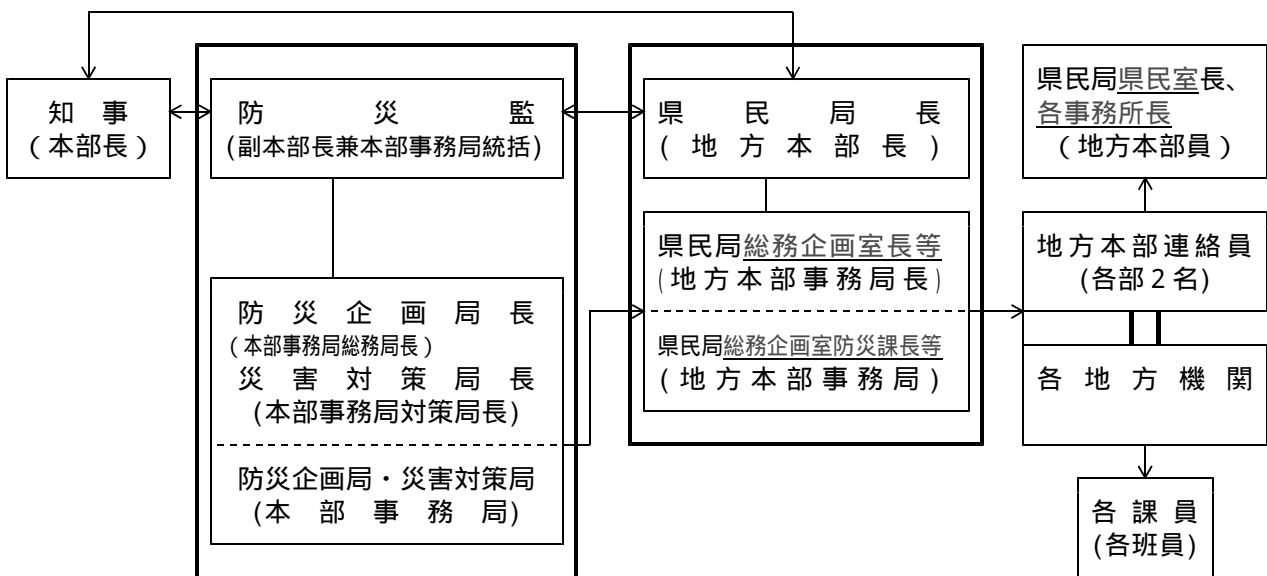 知事
（本部長）
防災監
(副本部長兼本部事務局統括)
県民局長
(地方本部長)
県民局県民室長、
各事務所長
（地方本部員）
県民局総務企画室長等
(地方本部事務局長)
地方本部連絡員
(各部2名)
防災企画局長
（本部事務局総務局長）
災害対策局長
(本部事務局対策局長)
県民局総務企画室防災課長等
(地方本部事務局)
各地方機関
防災企画局・災害対策局
(本部事務局)
各課員
(各班員)